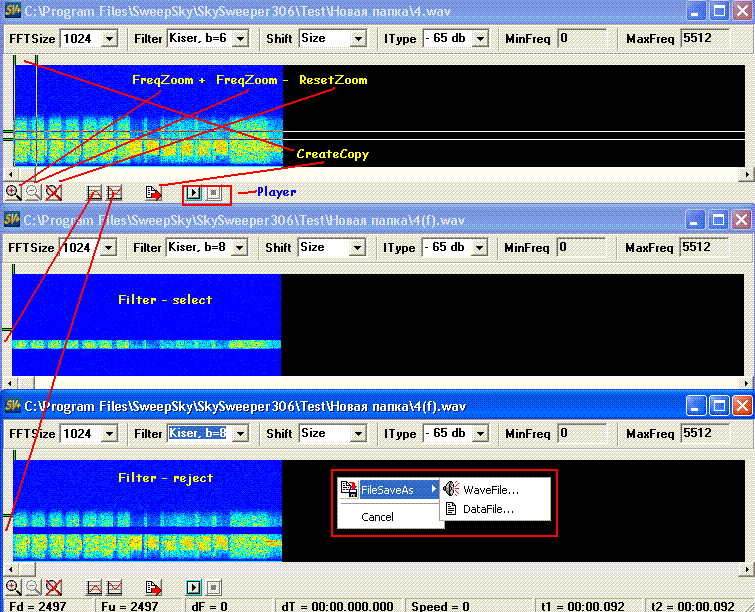 SV+ C:\Program Files\SweepSky\SkySweeper306\Test\Новая папка\4.wav
FFTSize 1024 Filter Kiser, b=6 Shift Size IType - 65 db MinFreq 0 MaxFreq 5512
FreqZoom + FreqZoom - ResetZoom
CreateCopy
Player
SV+ C:\Program Files\SweepSky\SkySweeper306\Test\Новая папка\4(f).wav
FFTSize 1024 Filter Kiser, b=8 Shift Size IType - 65 db MinFreq 0 MaxFreq 5512
Filter - select
SV+ C:\Program Files\SweepSky\SkySweeper306\Test\Новая папка\4(f).wav
FFTSize 1024 Filter Kiser, b=8 Shift Size IType - 65 db MinFreq 0 MaxFreq 5512
Filter - reject
FileSaveAs WaveFile...
DataFile...
Cancel
Fd = 2497 Fu = 2497 dF = 0 dT = 00:00.000.000 Speed = 0 t1 = 00:00.092 t2 = 00:00.092